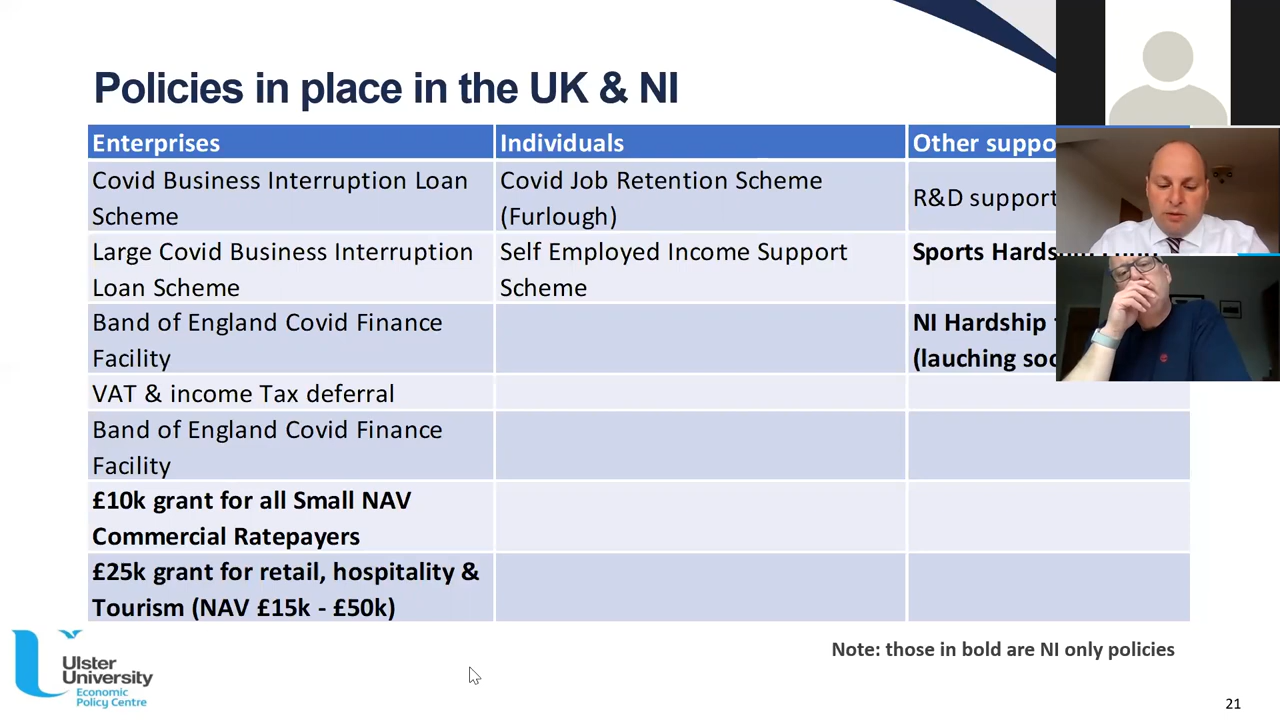 Policies in place in the UK & NI
Enterprises
Individuals
Other suppo
Covid Business Interruption Loan
Scheme
Covid Job Retention Scheme
(Furlough)
R&D support
Large Covid Business Interruption
Loan Scheme
Self Employed Income Support
Scheme
Sports
Band of England Covid Finance
Facility
NI Hardship
(lauching soc
VAT & income Tax deferral
Band of England Covid Finance
Facility
£10k grant for all Small NAV
Commercial Ratepayers
£25k grant for retail, hospitality &
Tourism (NAV £15k - £50k)
Note: those in bold are NI only policies
Ulster
University
Economic
Policy Centre
21